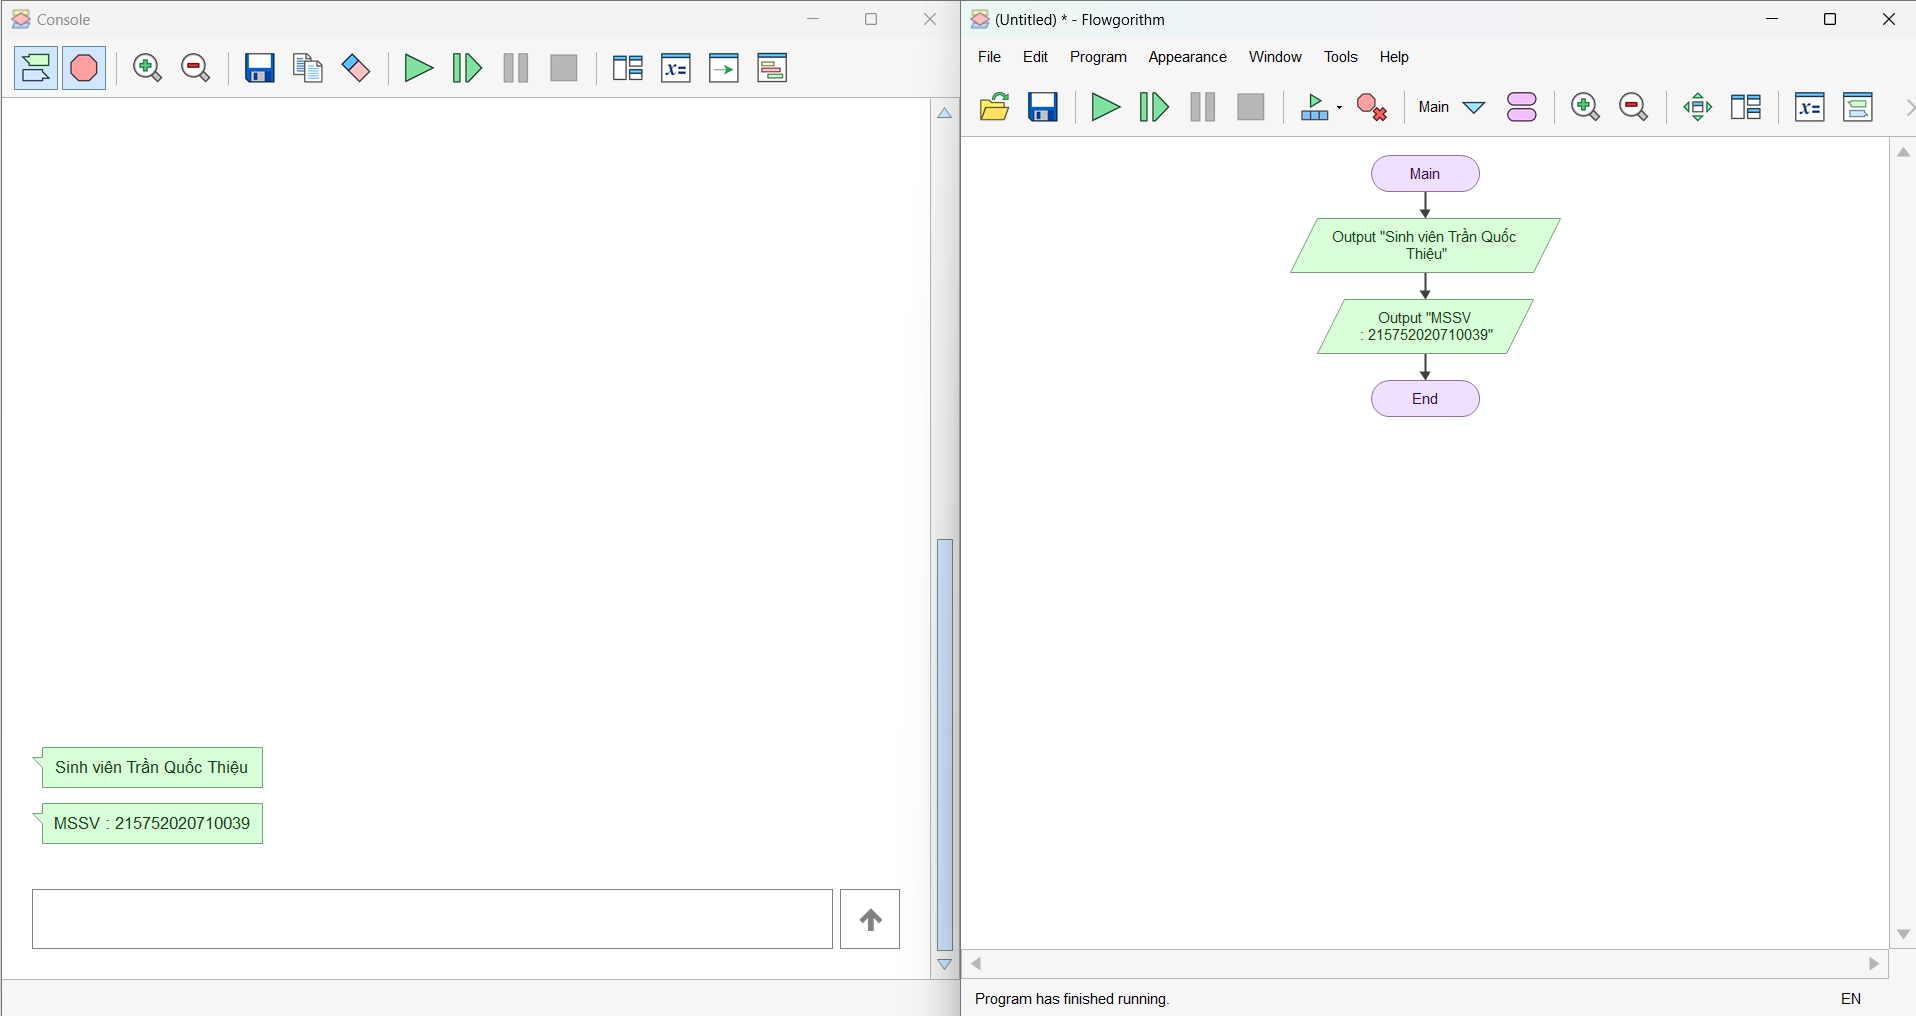 Console
Sinh viên Trần Quốc Thiệu
MSSV : 215752020710039
(Untitled) * - Flowgorithm
File Edit Program Appearance Window Tools Help
Main
Main
Output "Sinh viên Trần Quốc
Thiệu"
Output "MSSV
: 215752020710039"
End
Program has finished running.
EN